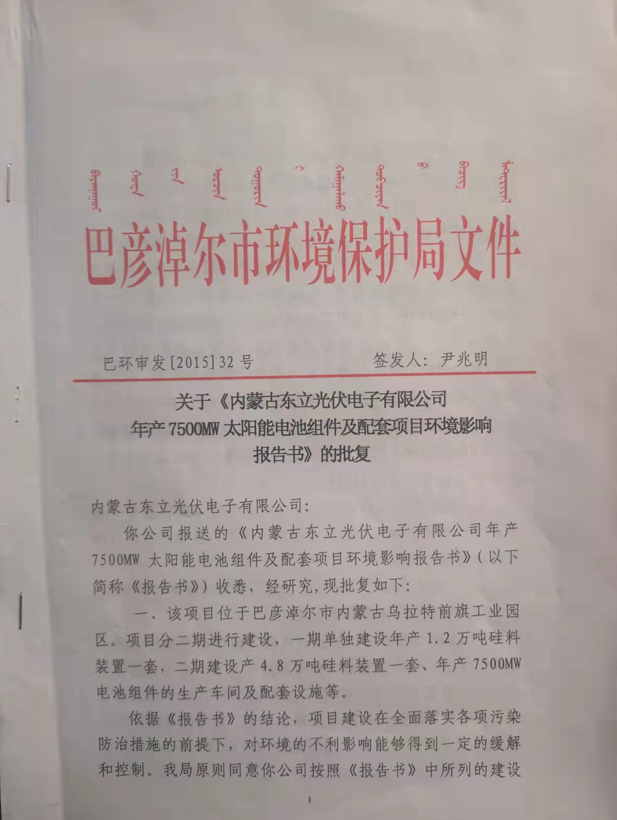 巴彦淖尔市环境保护局文件
巴环审发[2015]32号 签发人：尹兆明
关于《内蒙古东立光伏电子有限公司
年产7500MW太阳能电池组件及配套项目环境影响
报告书》的批复
内蒙古东立光伏电子有限公司：
你公司报送的《内蒙古东立光伏电子有限公司年产
7500MW 太阳能电池组件及配套项目环境影响报告书》（以下
简称《报告书》）收悉，经研究，现批复如下：
一、该项目位于巴彦淖尔市内蒙古乌拉特前旗工业园
区。项目分二期进行建设，一期单独建设年产1.2万吨硅料
装置一套，二期建设产4.8万吨硅料装置一套、年产7500MW
电池组件的生产车间及配套设施等。
依据《报告书》的结论，项目建设在全面落实各项污染
防治措施的前提下，对环境的不利影响能够得到一定的缓解
和控制。我局原则同意你公司按照《报告书》中所列的建设
1